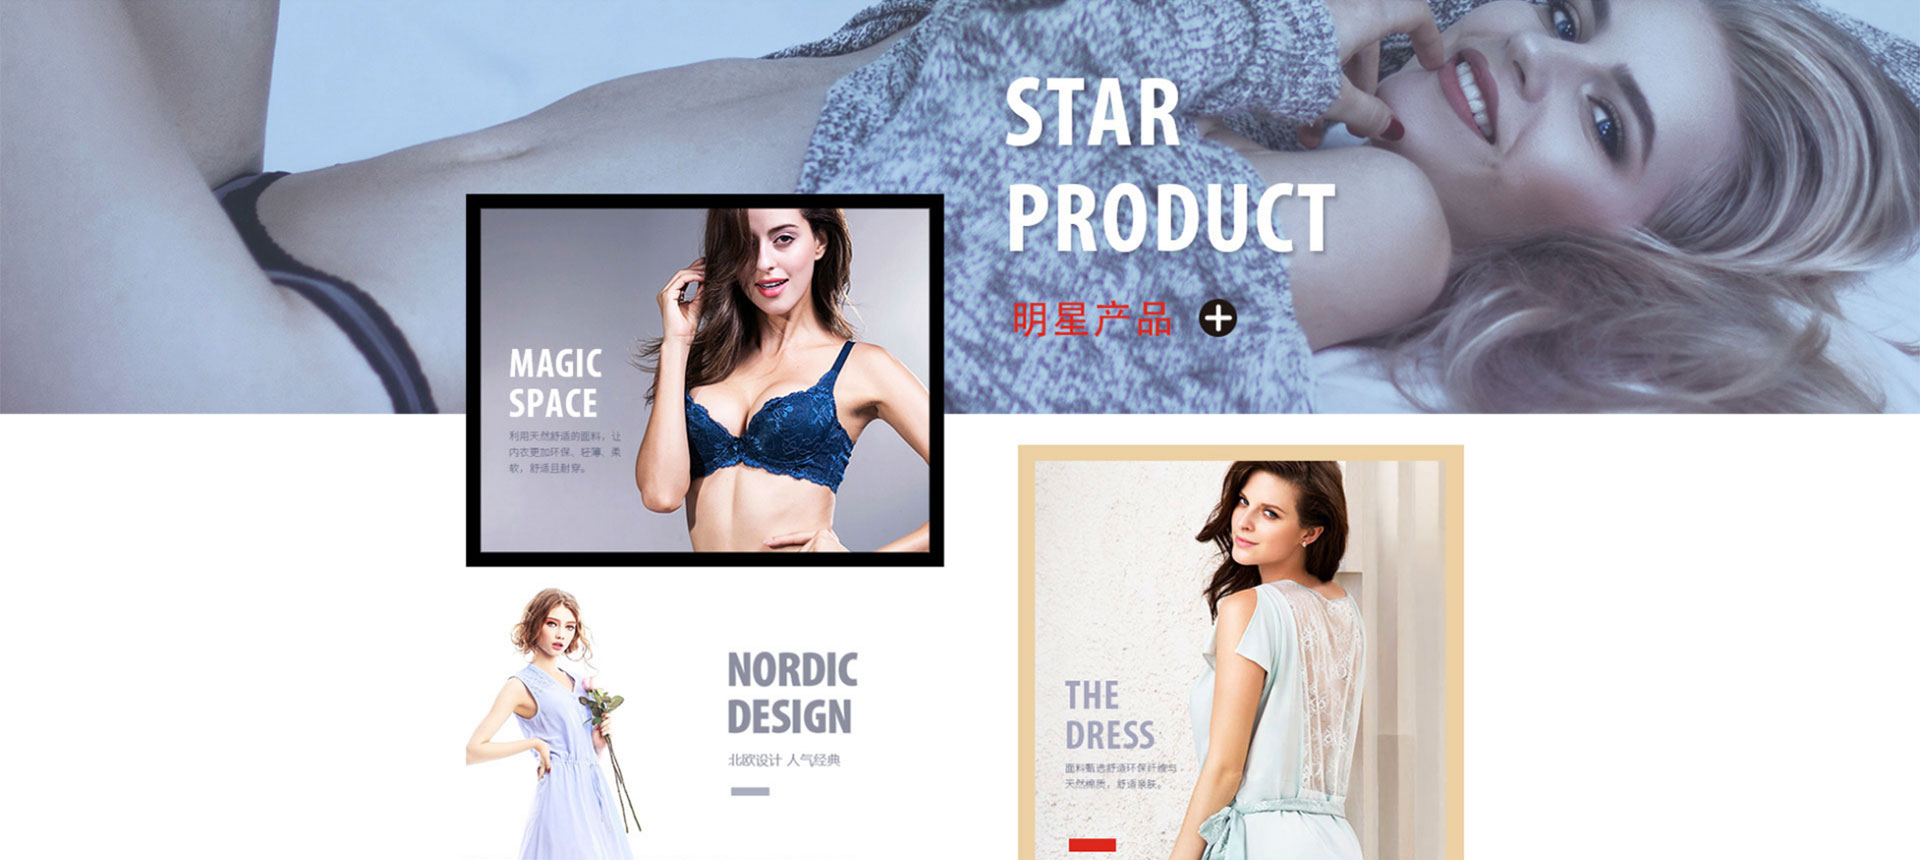 STAR
PRODUCT
明星产品
MAGIC
SPACE
利用天然舒适的面料，让
内衣更加环保、轻薄、柔
软，舒适且耐穿。
NORDIC
DESIGN
北欧设计 人气经典
THE
DRESS
面料甄选舒适环保纤维与
天然棉质，舒适亲肤。